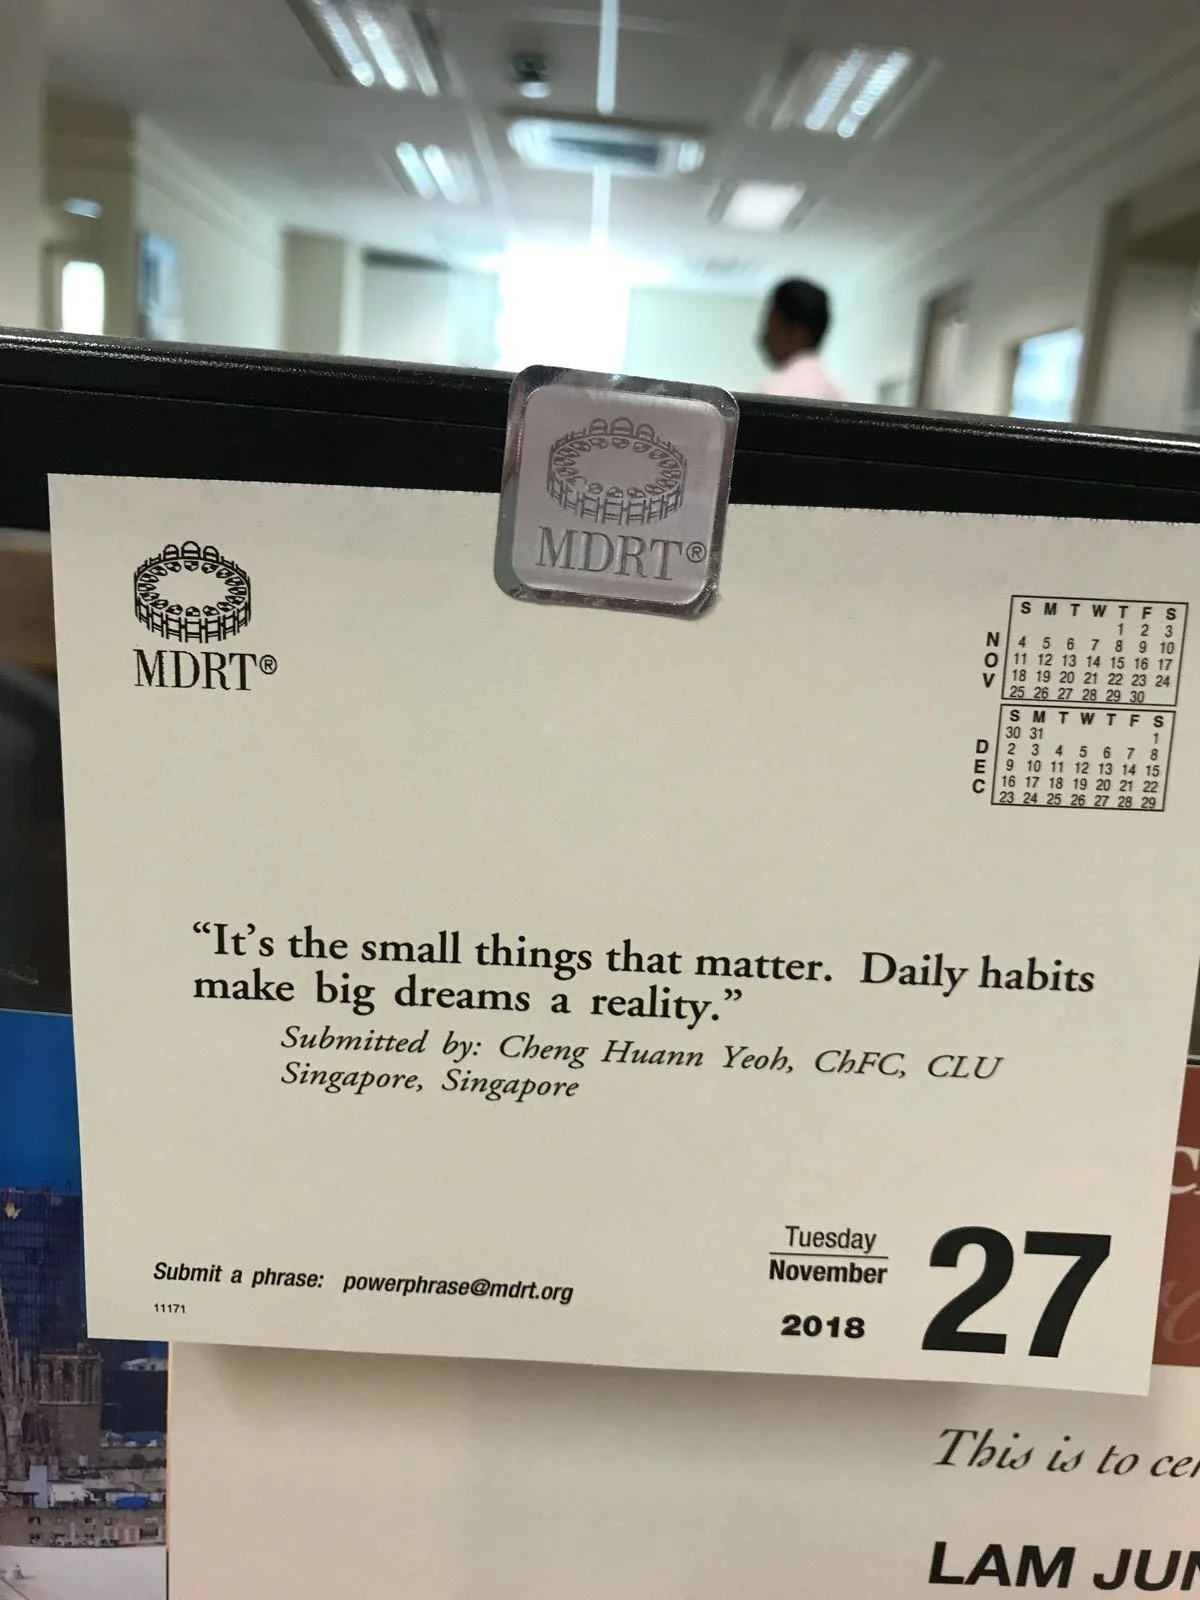 MDRT®
MDRT®
S M T W T F S
1 2 3
4 5 6 7 8 9 10
11 12 13 14 15 16 17
18 19 20 21 22 23 24
25 26 27 28 29 30
NOV
S M T W T F S
30 31 1
2 3 4 5 6 7 8
9 10 11 12 13 14 15
16 17 18 19 20 21 22
23 24 25 26 27 28 29
DEC
“It’s the small things that matter. Daily habits
make big dreams a reality.”
Submitted by: Cheng Huann Yeoh, ChFC, CLU
Singapore, Singapore
Submit a phrase: powerphrase@mdrt.org
11171
Tuesday
November
2018
27
This is to
LAM